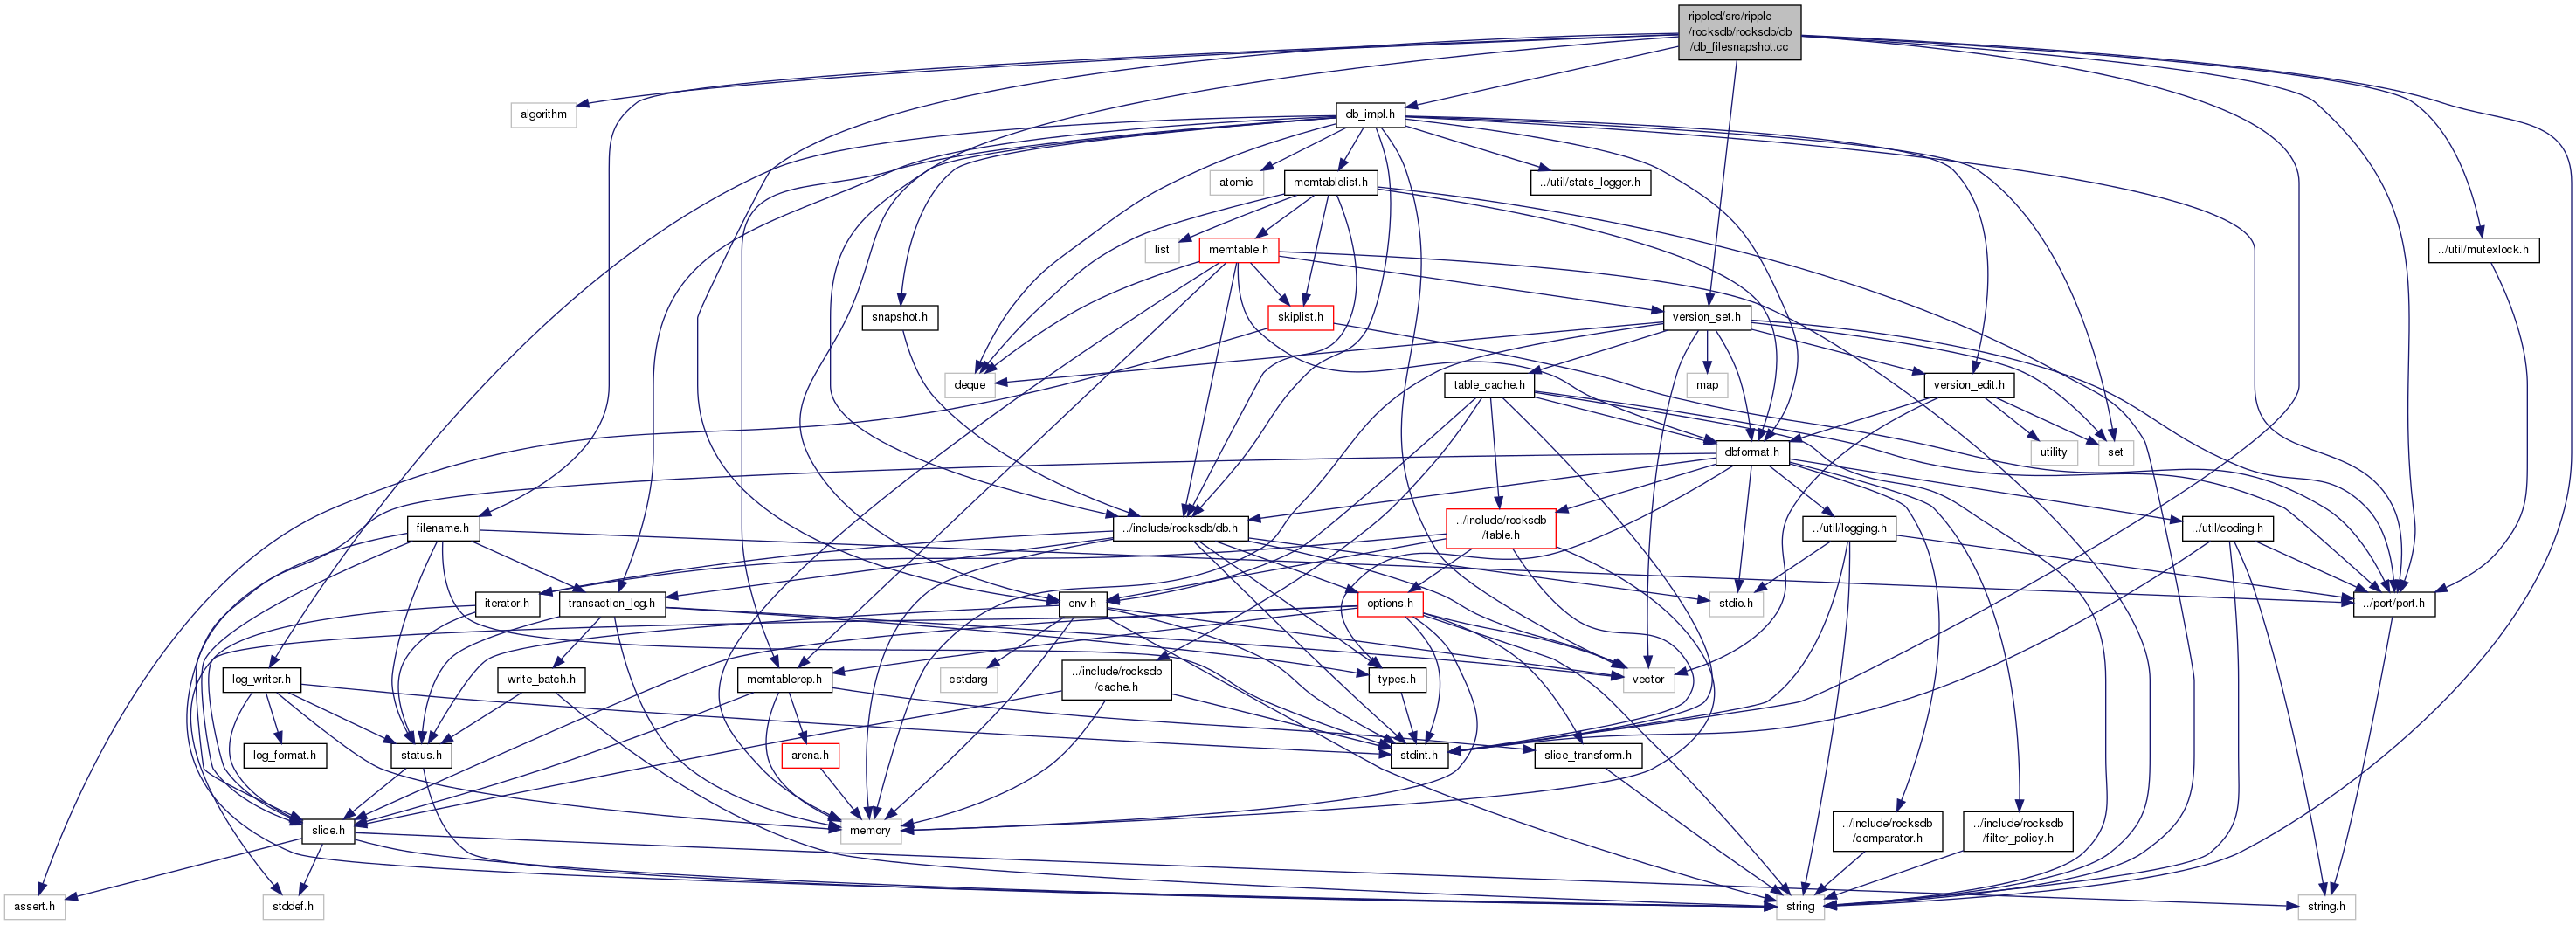 rippled/src/ripple
/rocksdb/rocksdb/db
/db_filesnapshot.cc
algorithm
db_impl.h
atomic
memtablelist.h
../util/stats_logger.h
list
memtable.h
../util/mutexlock.h
snapshot.h
skiplist.h
version_set.h
deque
table_cache.h
map
version_edit.h
dbformat.h
utility
set
filename.h
../include/rocksdb/db.h
../include/rocksdb
/table.h
../util/logging.h
../util/coding.h
iterator.h
transaction_log.h
env.h
options.h
stdio.h
../port/port.h
log_writer.h
write_batch.h
memtablerep.h
cstdarg
../include/rocksdb
/cache.h
types.h
vector
log_format.h
status.h
arena.h
stdint.h
slice_transform.h
slice.h
memory
../include/rocksdb
/comparator.h
../include/rocksdb
/filter_policy.h
assert.h
stddef.h
string
string.h